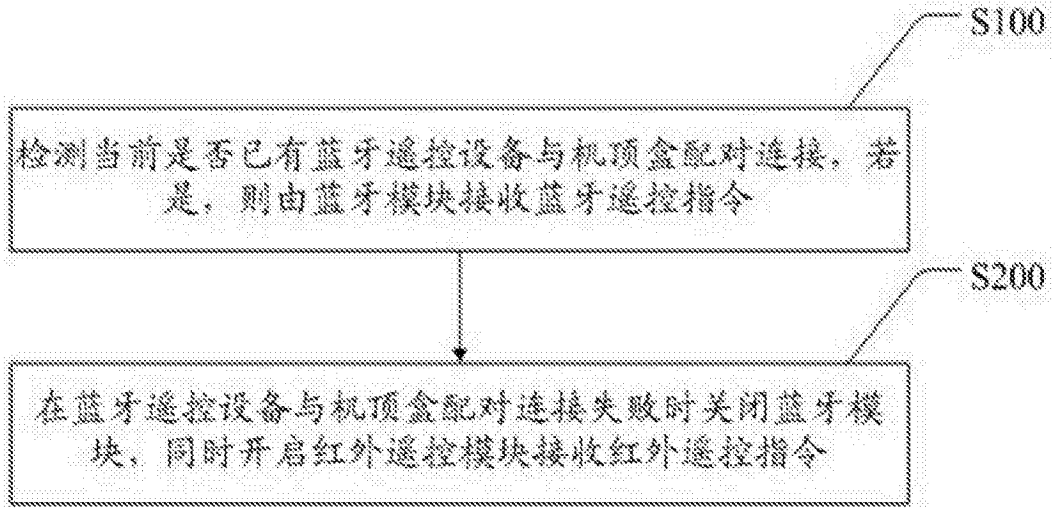 S100
检测当前是否已有蓝牙遥控设备与机顶盒配对连接，若
是，则由蓝牙模块接收蓝牙遥控指令
S200
在蓝牙遥控设备与机顶盒配对连接失败时关闭蓝牙模
块，同时开启红外遥控模块接收红外遥控指令